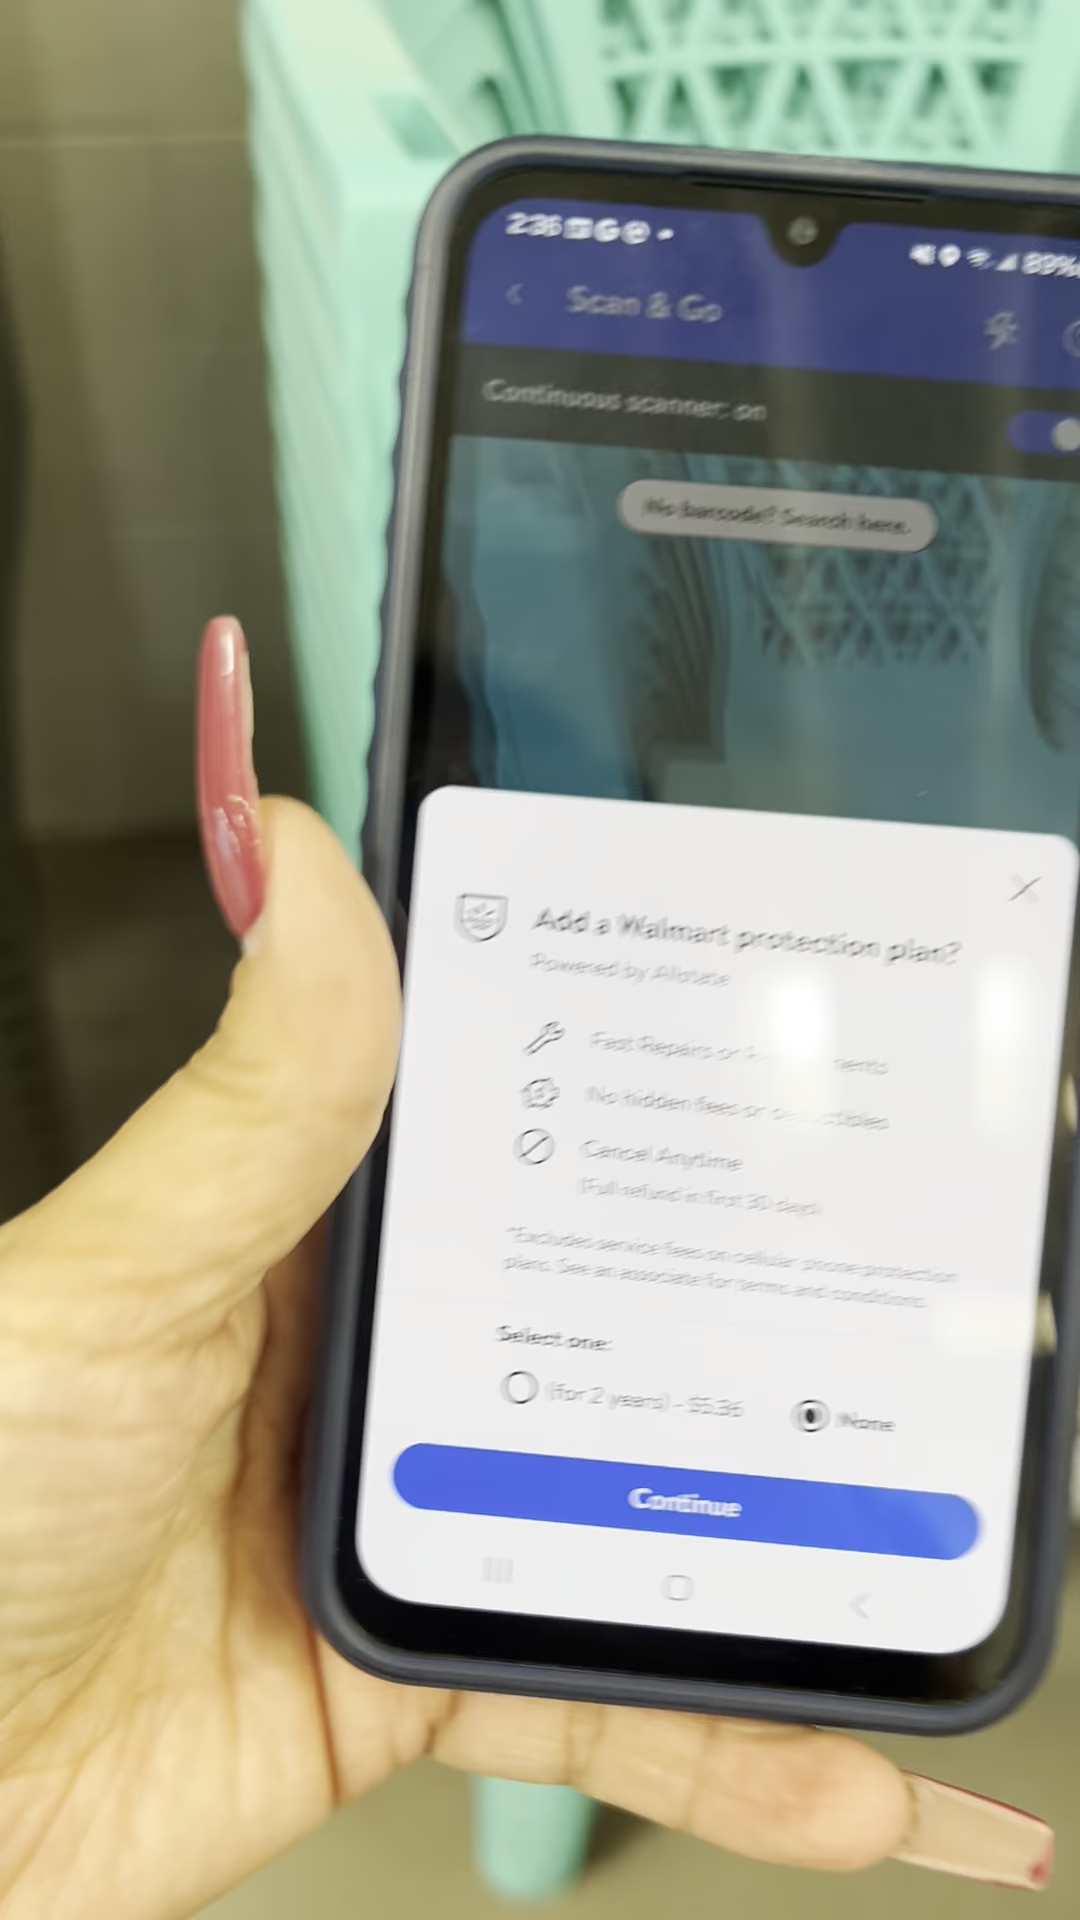 2:36
89%
Scan & Go
Continuous scanner: on
No barcode? Search here.
Add a Walmart protection plan?
Powered by Allstate
Fast Repairs or
No hidden fees or
Cancel Anytime
(Full refund in first 30 days)
*Excludes service fees on cellular phone protection
plans. See an associate for terms and conditions.
Select one:
(for 2 years) - $5.36
None
Continue